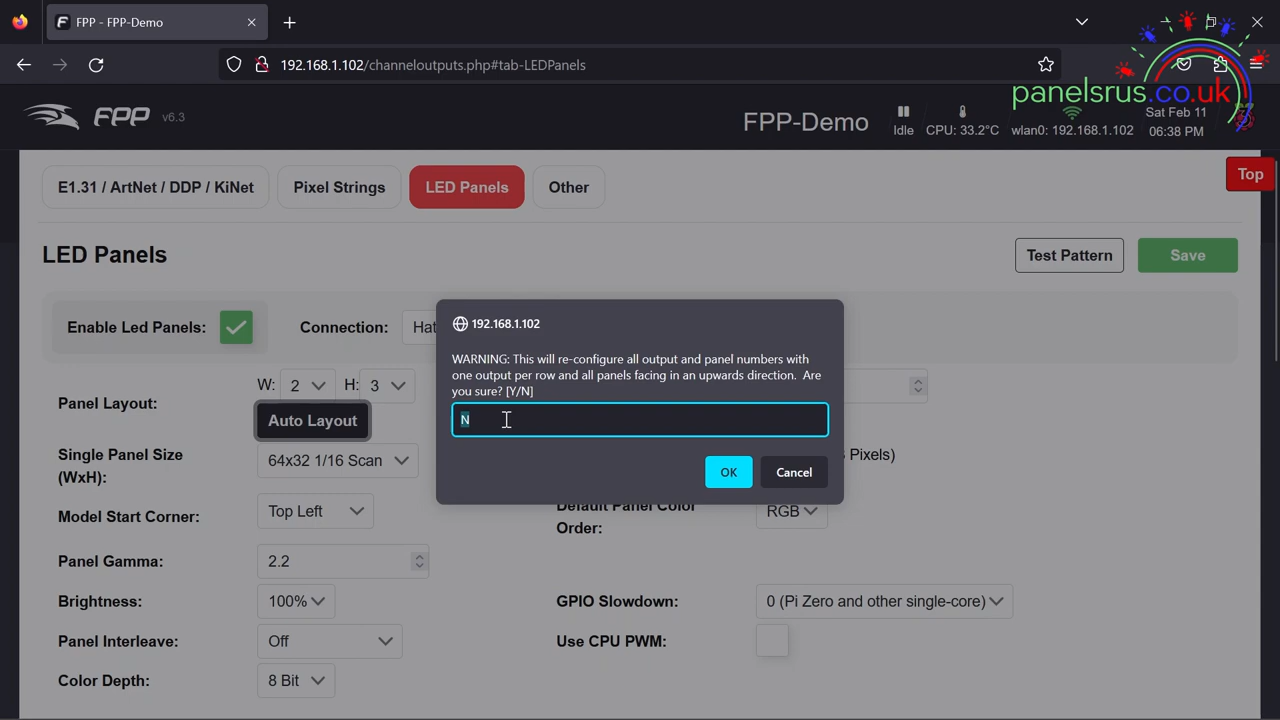 FPP - FPP-Demo
192.168.1.102/channeloutputs.php#tab-LEDPanels
panelsrus.co.uk
FPP v6.3
FPP-Demo
Idle
CPU: 33.2°C
wlan0: 192.168.1.102
Sat Feb 11
06:38 PM
E1.31 / ArtNet / DDP / KiNet
Pixel Strings
LED Panels
Other
Top
LED Panels
Test Pattern
Save
Enable Led Panels:
Connection:
Hat
192.168.1.102
WARNING: This will re-configure all output and panel numbers with
one output per row and all panels facing in an upwards direction. Are
you sure? [Y/N]
N
OK
Cancel
Panel Layout:
W: 2 H: 3
Auto Layout
Single Panel Size
(WxH):
64x32 1/16 Scan
Pixels)
Model Start Corner:
Top Left
Default Panel Color
Order:
RGB
Panel Gamma:
2.2
Brightness:
100%
GPIO Slowdown:
0 (Pi Zero and other single-core)
Panel Interleave:
Off
Use CPU PWM:
Color Depth:
8 Bit